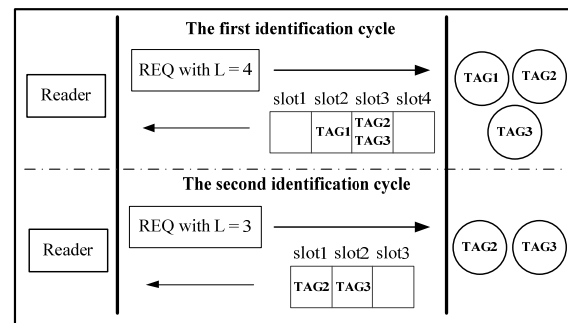 The first identification cycle
REQ with L = 4
Reader
TAG1
TAG2
TAG3
slot1 slot2 slot3 slot4
TAG1
TAG2
TAG3
The second identification cycle
REQ with L = 3
Reader
TAG2
TAG3
slot1 slot2 slot3
TAG2
TAG3